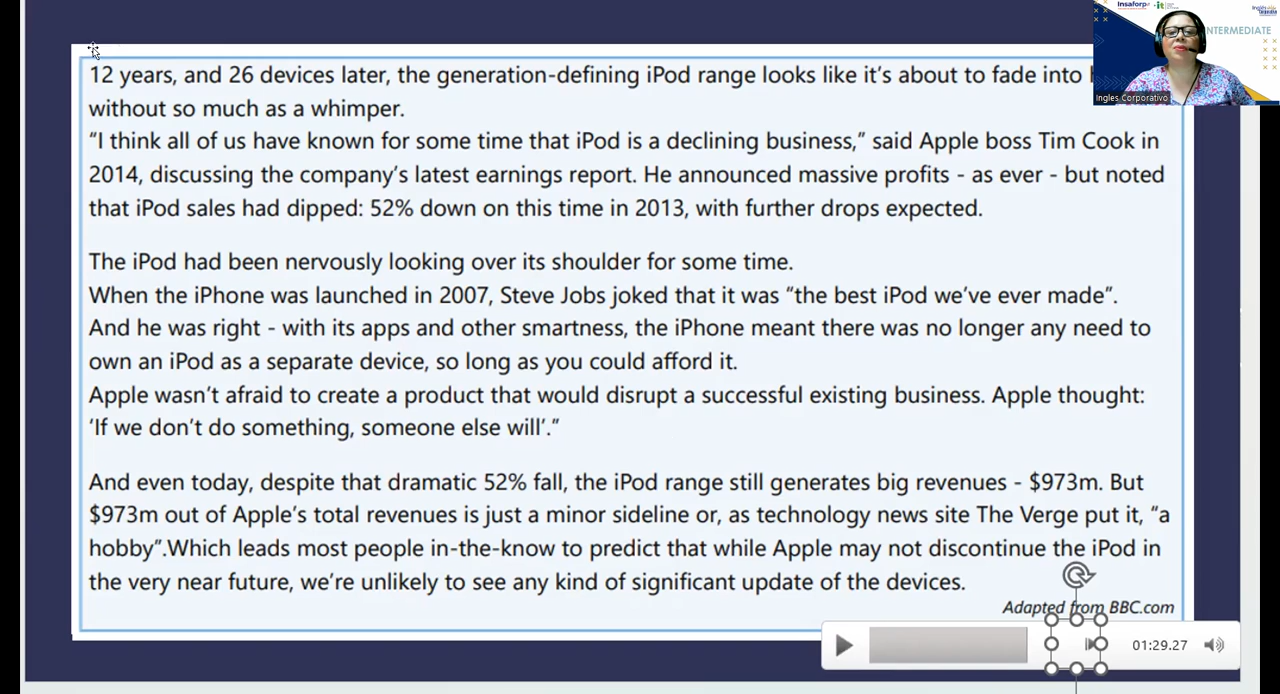 Insaforp
it
INTERMEDIATE
Ingles Corporativo
12 years, and 26 devices later, the generation-defining iPod range looks like it’s about to fade into
without so much as a whimper.
“I think all of us have known for some time that iPod is a declining business,” said Apple boss Tim Cook in
2014, discussing the company’s latest earnings report. He announced massive profits - as ever - but noted
that iPod sales had dipped: 52% down on this time in 2013, with further drops expected.
The iPod had been nervously looking over its shoulder for some time.
When the iPhone was launched in 2007, Steve Jobs joked that it was “the best iPod we’ve ever made”.
And he was right - with its apps and other smartness, the iPhone meant there was no longer any need to
own an iPod as a separate device, so long as you could afford it.
Apple wasn’t afraid to create a product that would disrupt a successful existing business. Apple thought:
‘If we don’t do something, someone else will’.”
And even today, despite that dramatic 52% fall, the iPod range still generates big revenues - $973m. But
$973m out of Apple’s total revenues is just a minor sideline or, as technology news site The Verge put it, “a
hobby”.Which leads most people in-the-know to predict that while Apple may not discontinue the iPod in
the very near future, we’re unlikely to see any kind of significant update of the devices.
Adapted from BBC.com
01:29.27